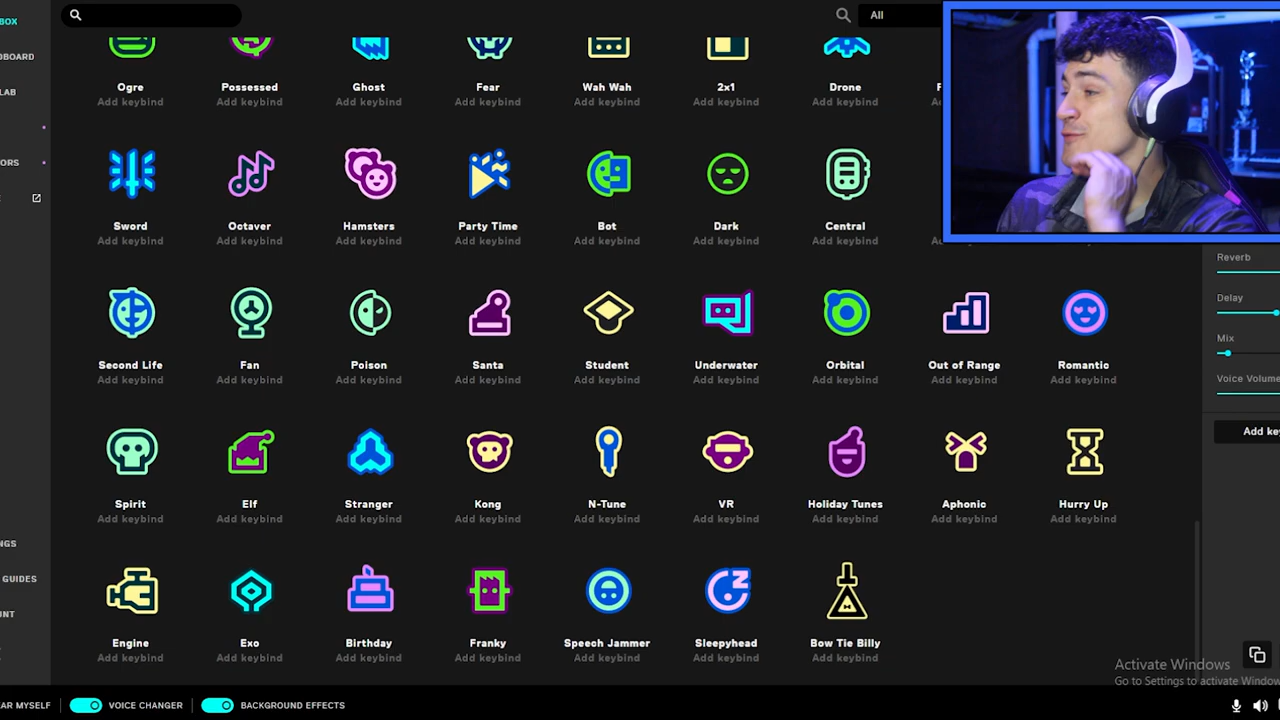 BOX
All
DBOARD
LAB
ORS
Ogre
Possessed
Ghost
Fear
Wah Wah
2x1
Drone
Add keybind
Add keybind
Add keybind
Add keybind
Add keybind
Add keybind
Add keybind
Sword
Octaver
Hamsters
Party Time
Bot
Dark
Central
Add keybind
Add keybind
Add keybind
Add keybind
Add keybind
Add keybind
Add keybind
Reverb
Delay
Mix
Voice Volume
Add key
Second Life
Fan
Poison
Santa
Student
Underwater
Orbital
Out of Range
Romantic
Add keybind
Add keybind
Add keybind
Add keybind
Add keybind
Add keybind
Add keybind
Add keybind
Add keybind
Spirit
Elf
Stranger
Kong
N-Tune
VR
Holiday Tunes
Aphonic
Hurry Up
Add keybind
Add keybind
Add keybind
Add keybind
Add keybind
Add keybind
Add keybind
Add keybind
Add keybind
NGS
GUIDES
UNT
Engine
Exo
Birthday
Franky
Speech Jammer
Sleepyhead
Bow Tie Billy
Add keybind
Add keybind
Add keybind
Add keybind
Add keybind
Add keybind
Add keybind
Activate Windows
Go to Settings to activate Window
AR MYSELF
VOICE CHANGER
BACKGROUND EFFECTS